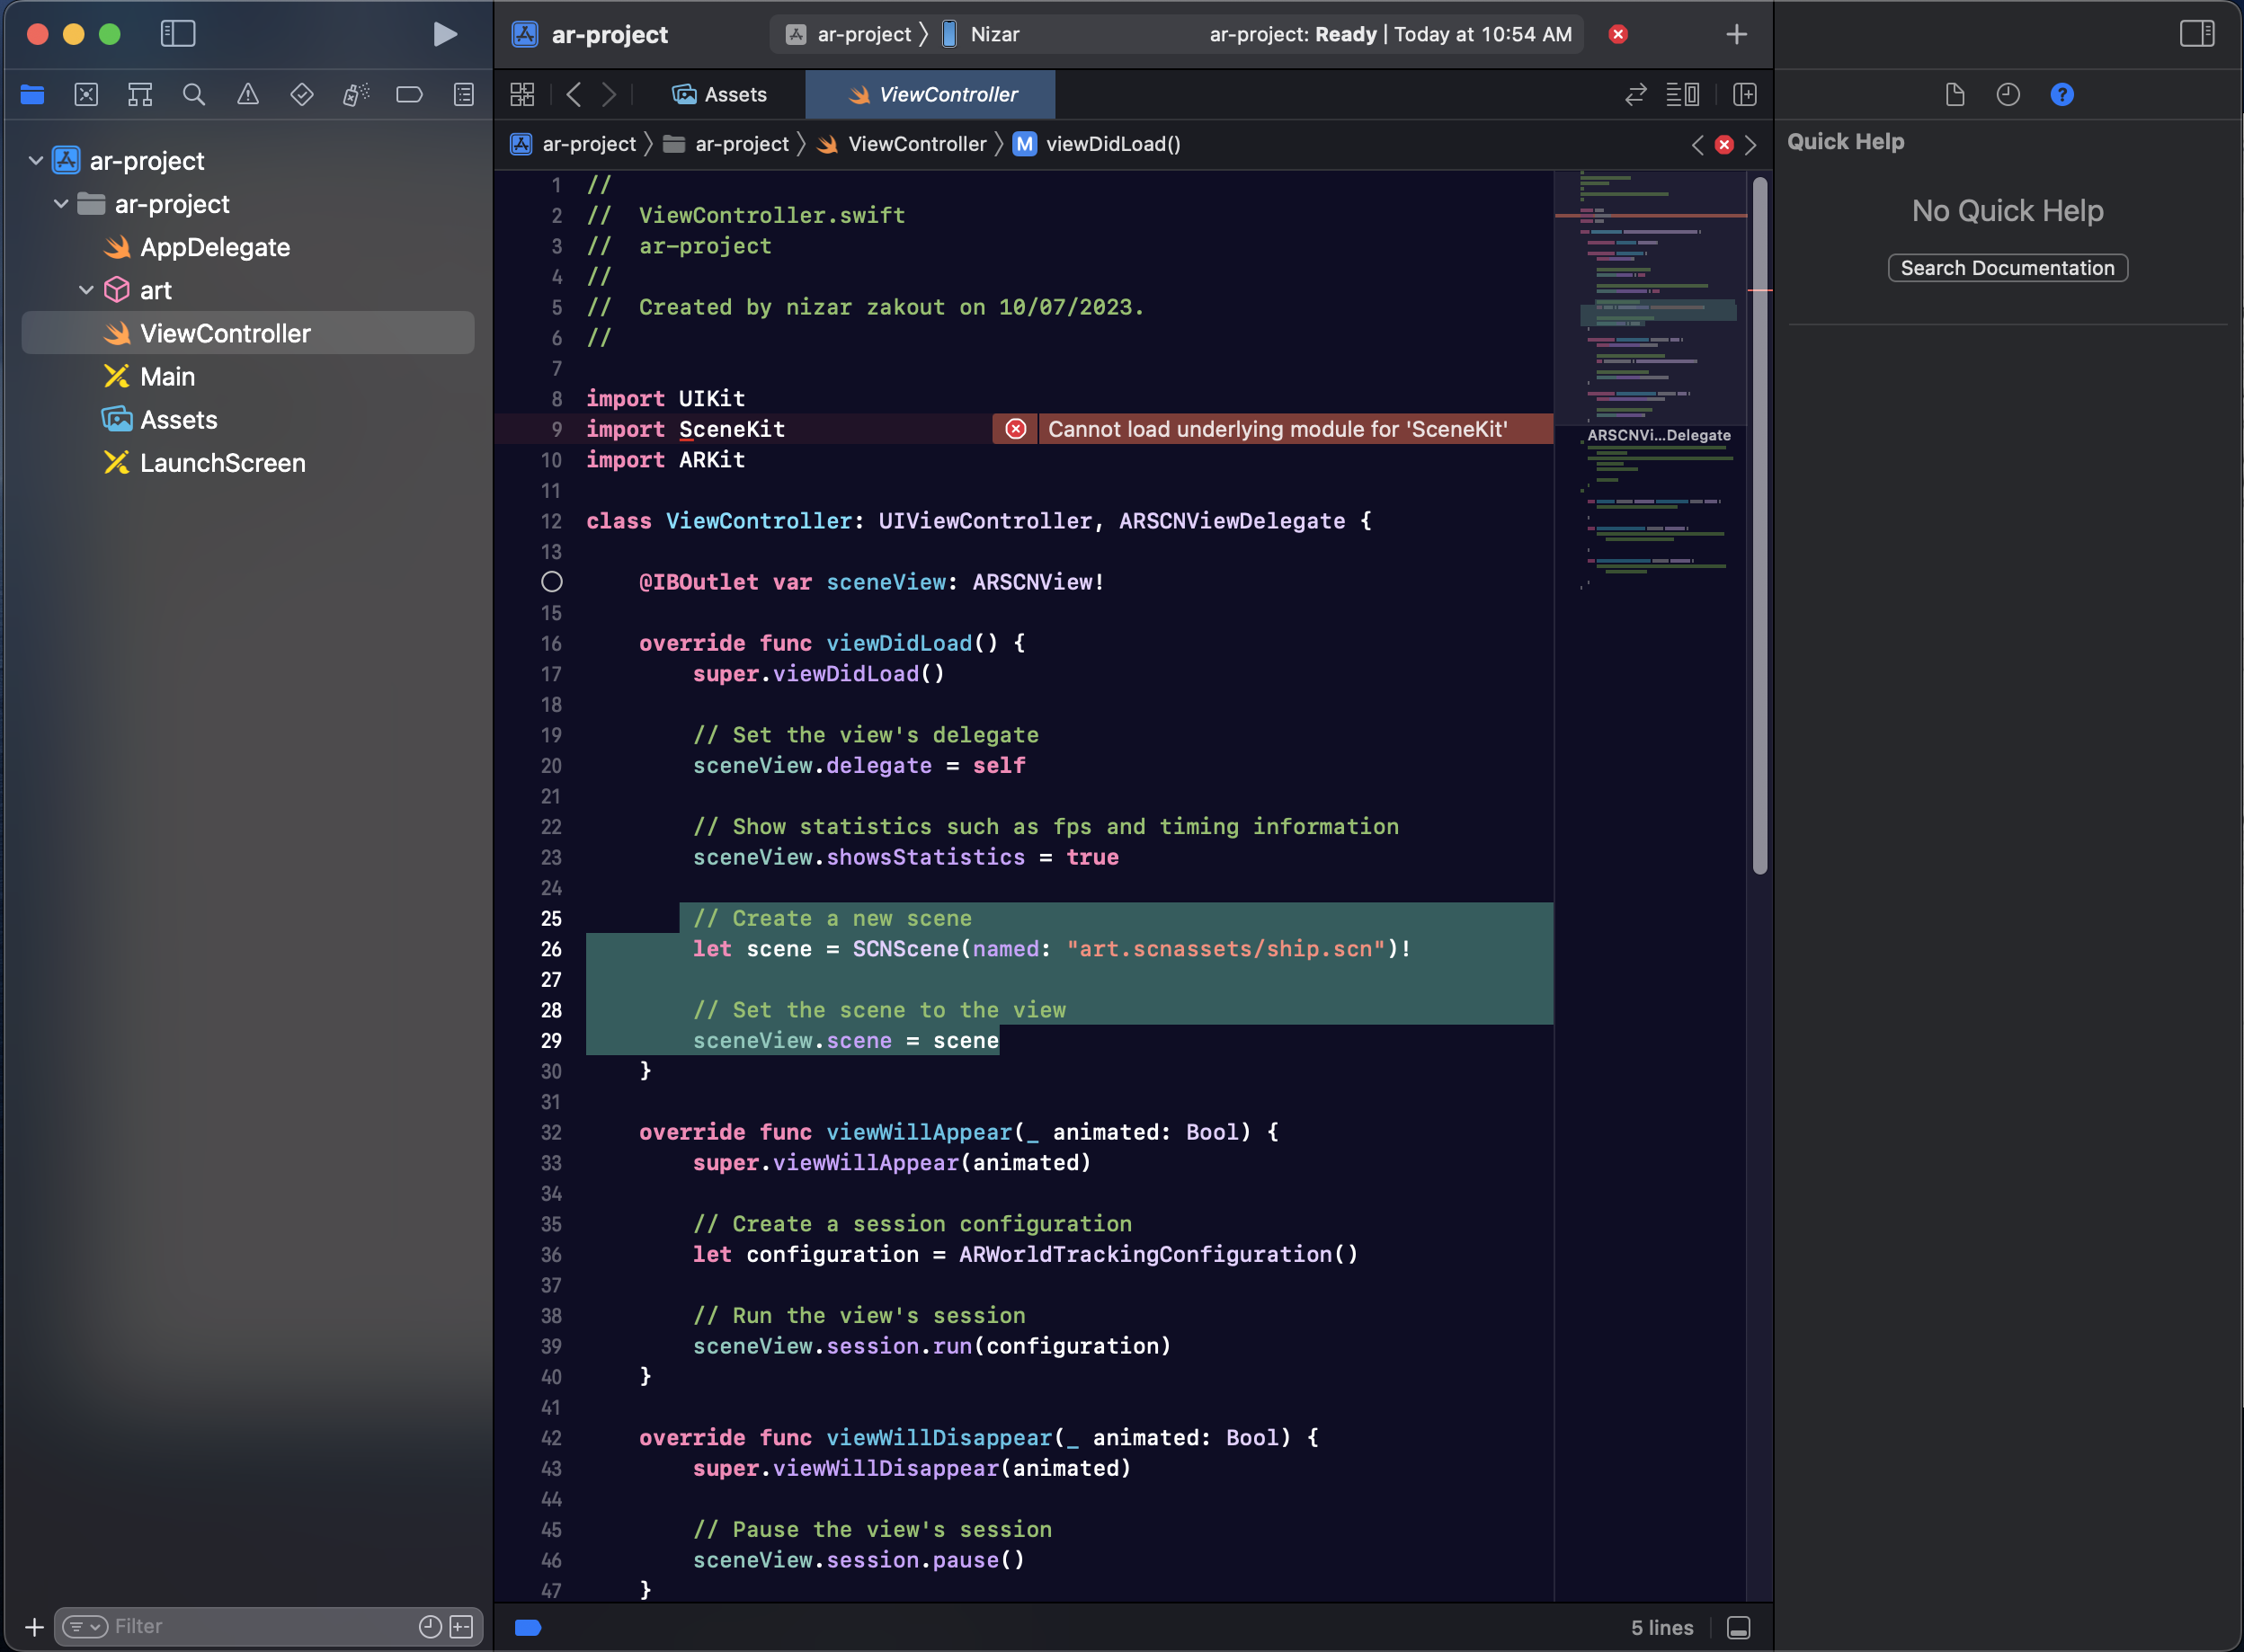 ar-project
ar-project
AppDelegate
art
ViewController
Main
Assets
LaunchScreen
Filter
ar-project
ar-project
Nizar
ar-project: Ready | Today at 10:54 AM
Assets
ViewController
ar-project
ar-project
ViewController
M viewDidLoad()
1 //
2 //  ViewController.swift
3 //  ar-project
4 //
5 //  Created by nizar zakout on 10/07/2023.
6 //
7
8 import UIKit
9 import SceneKit
Cannot load underlying module for 'SceneKit'
10 import ARKit
11
12 class ViewController: UIViewController, ARSCNViewDelegate {
13
@IBOutlet var sceneView: ARSCNView!
15
16 override func viewDidLoad() {
17 super.viewDidLoad()
18
19 // Set the view's delegate
20 sceneView.delegate = self
21
22 // Show statistics such as fps and timing information
23 sceneView.showsStatistics = true
24
25 // Create a new scene
26 let scene = SCNScene(named: "art.scnassets/ship.scn")!
27
28 // Set the scene to the view
29 sceneView.scene = scene
30 }
31
32 override func viewWillAppear(_ animated: Bool) {
33 super.viewWillAppear(animated)
34
35 // Create a session configuration
36 let configuration = ARWorldTrackingConfiguration()
37
38 // Run the view's session
39 sceneView.session.run(configuration)
40 }
41
42 override func viewWillDisappear(_ animated: Bool) {
43 super.viewWillDisappear(animated)
44
45 // Pause the view's session
46 sceneView.session.pause()
47 }
ARSCNVi...Delegate
5 lines
Quick Help
No Quick Help
Search Documentation